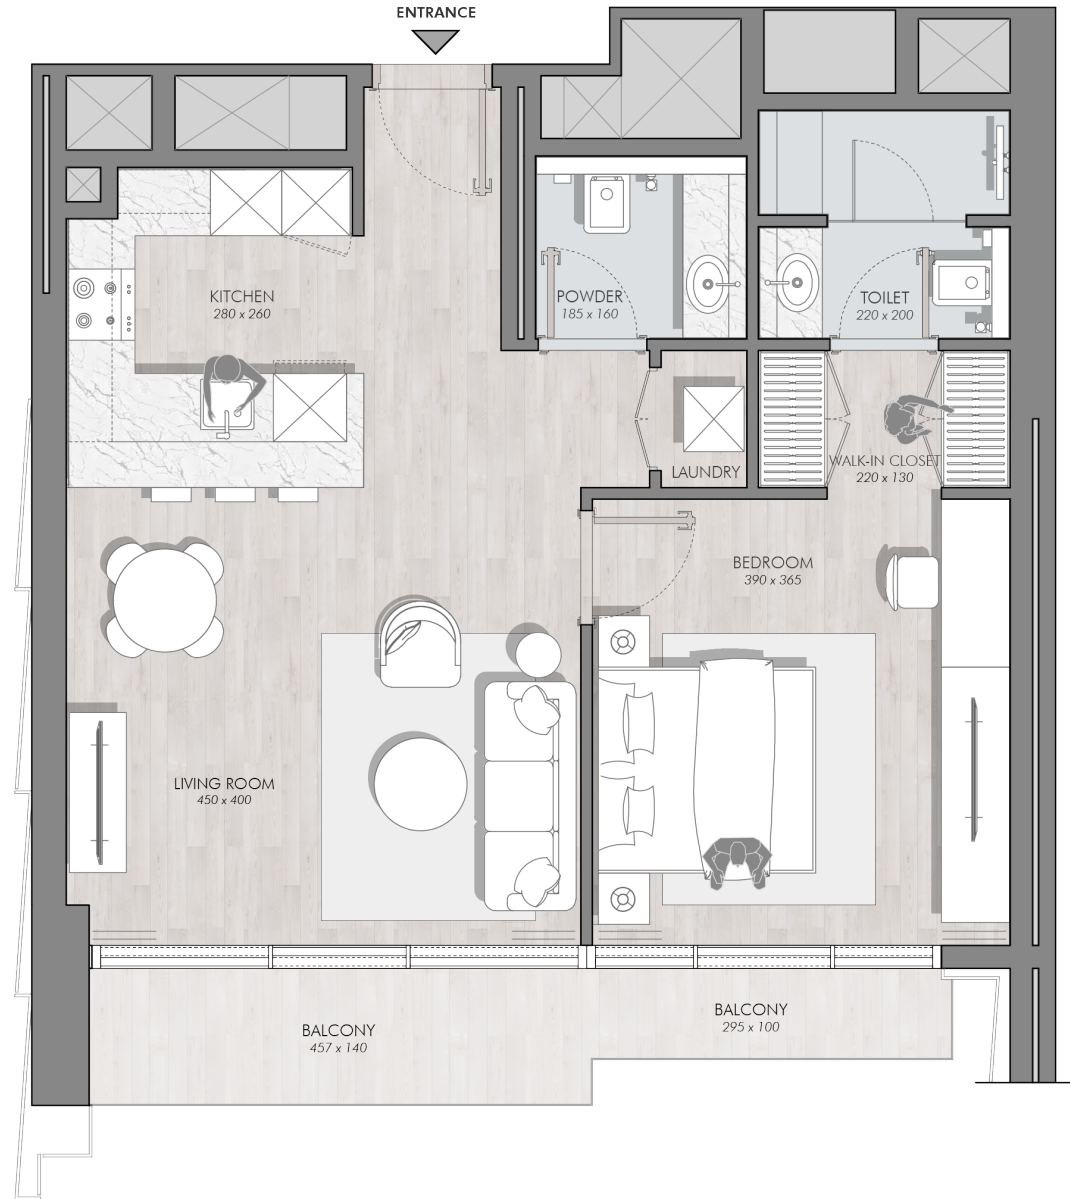 ENTRANCE
KITCHEN
280 x 260
POWDER
185 x 160
TOILET
220 x 200
LAUNDRY
WALK-IN CLOSET
220 x 130
BEDROOM
390 x 365
LIVING ROOM
450 x 400
BALCONY
457 x 140
BALCONY
295 x 100